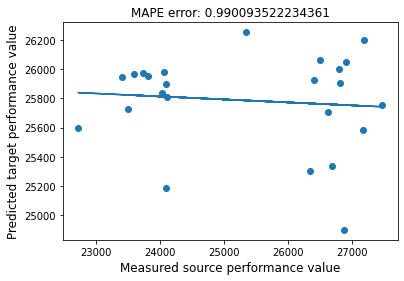 MAPE error: 0.990093522234361
Predicted target performance value
26200
26000
25800
25600
25400
25200
25000
23000 24000 25000 26000 27000
Measured source performance value